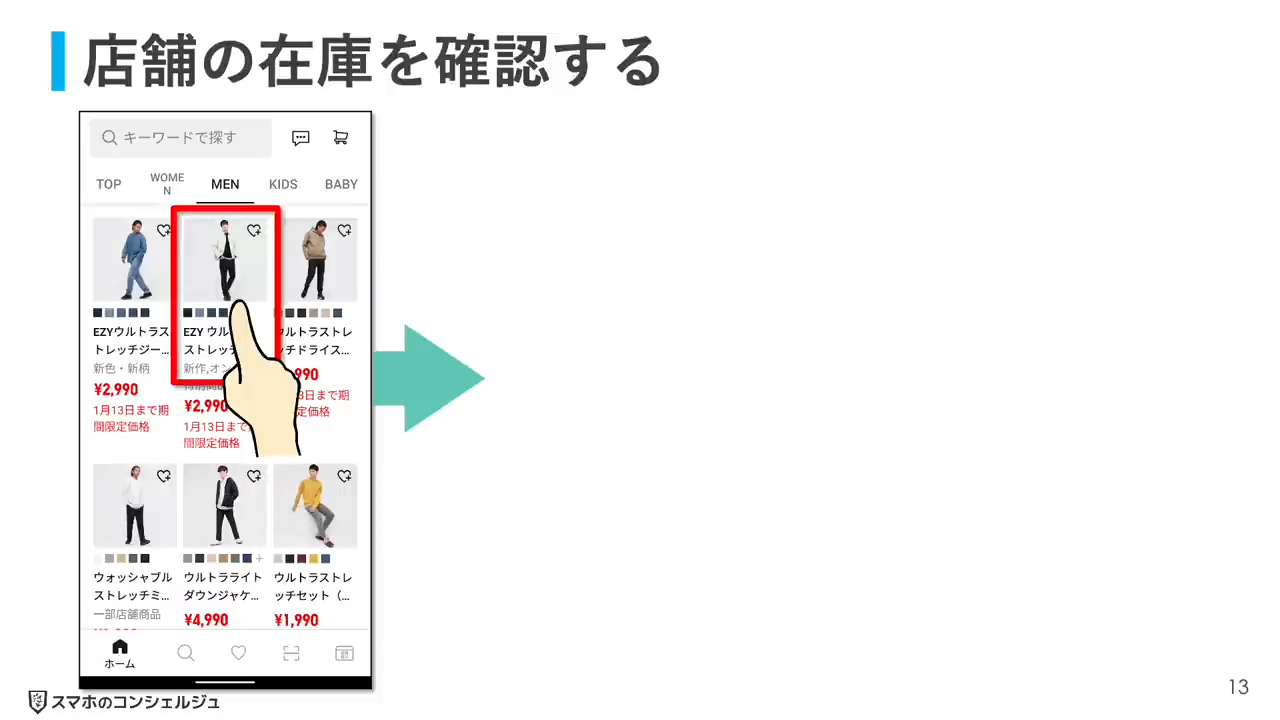 店舗の在庫を確認する
キーワードで探す
TOP
WOME
N
MEN
KIDS
BABY
EZYウルトラス
トレッチジー...
新色・新柄
¥2,990
1月13日まで期
間限定価格
EZY ウル
ストレッチ
新作,オン
¥2,990
1月13日まで
間限定価格
ウルトラストレ
ッチドライス...
990
3日まで期
定価格
ウォッシャブル
ストレッチミ...
一部店舗商品
ウルトラライト
ダウンジャケ...
¥4,990
ウルトラストレ
ッチセット（...
¥1,990
ホーム
スマホのコンシェルジュ
13